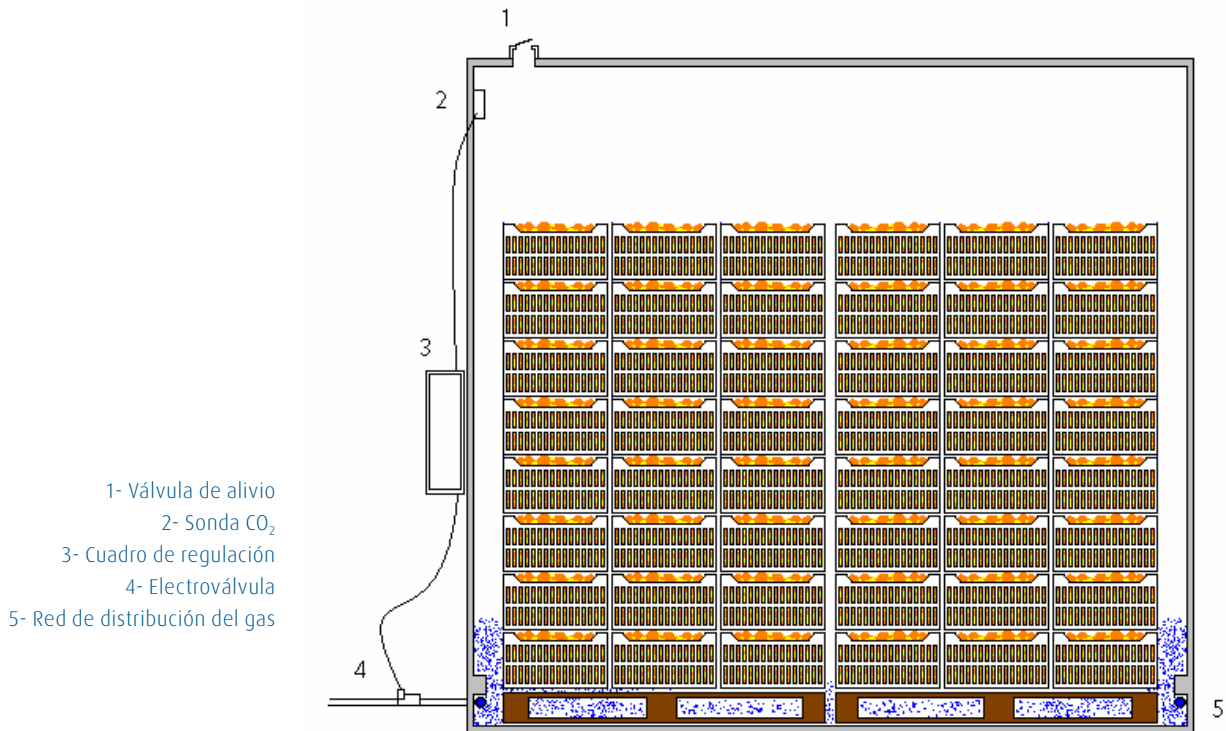 1
2
3
1- Válvula de alivio
2- Sonda CO₂
3- Cuadro de regulación
4- Electroválvula
5- Red de distribución del gas
4
5